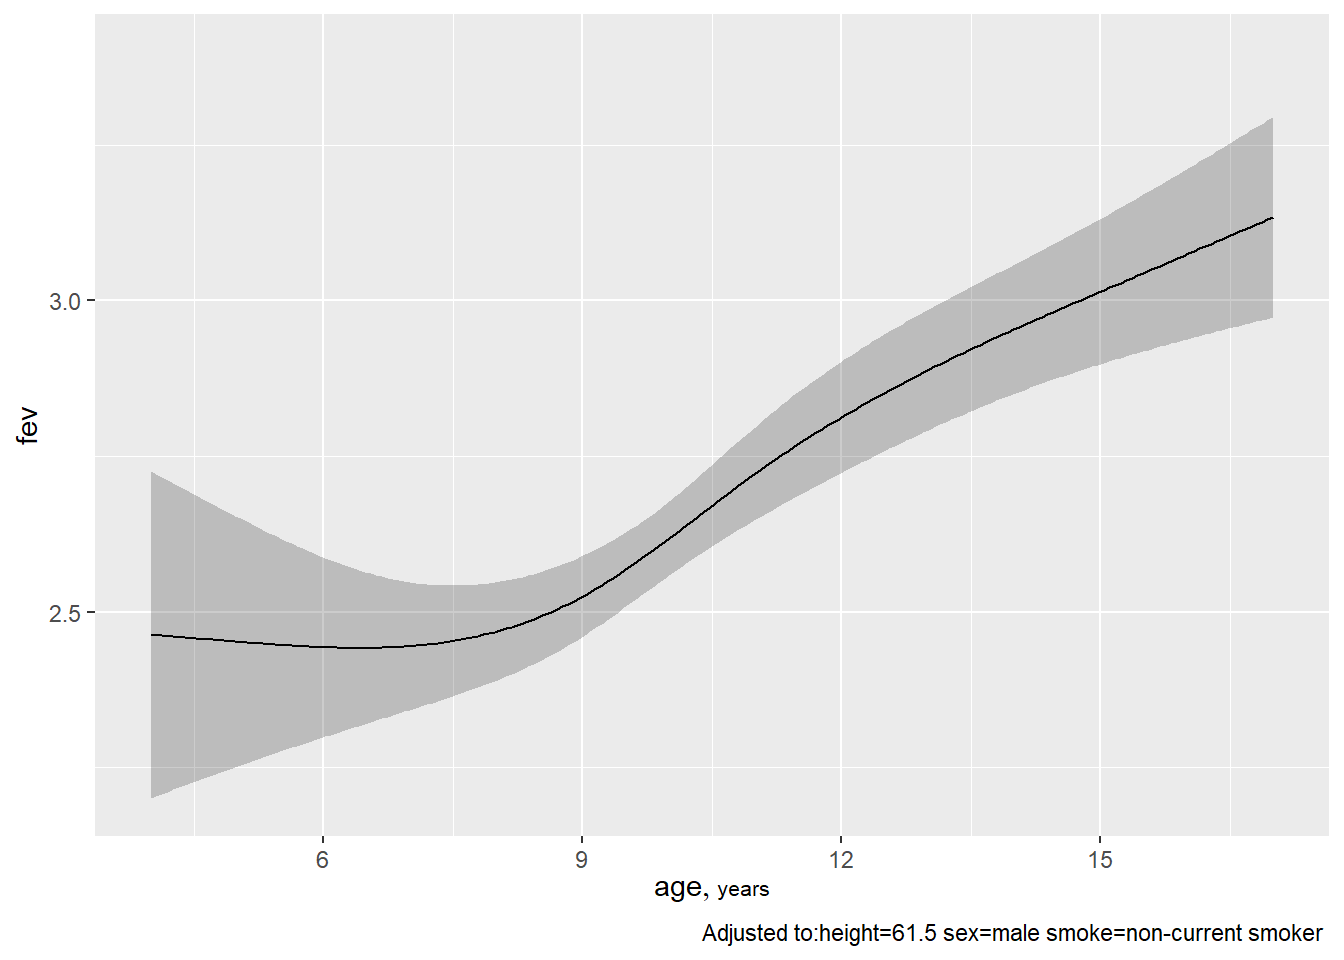 fev
3.0
2.5
6 9 12 15
age, years
Adjusted to:height=61.5 sex=male smoke=non-current smoker